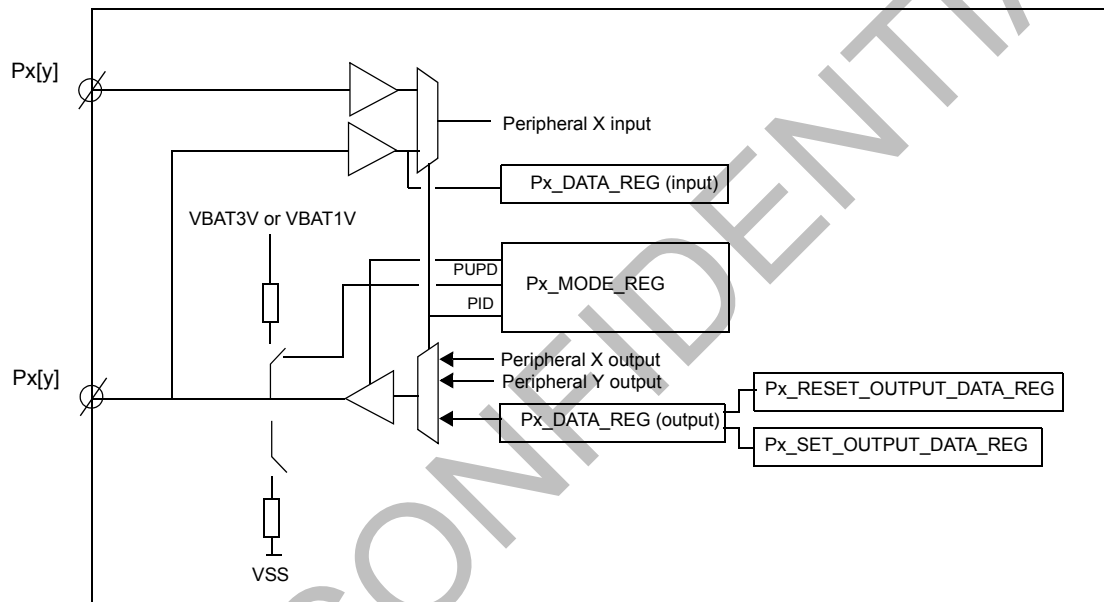 Px[y]
Peripheral X input
Px_DATA_REG (input)
VBAT3V or VBAT1V
PUPD
Px_MODE_REG
PID
Px[y]
Peripheral X output
Peripheral Y output
Px_DATA_REG (output)
Px_RESET_OUTPUT_DATA_REG
Px_SET_OUTPUT_DATA_REG
VSS
CONFIDENTIA